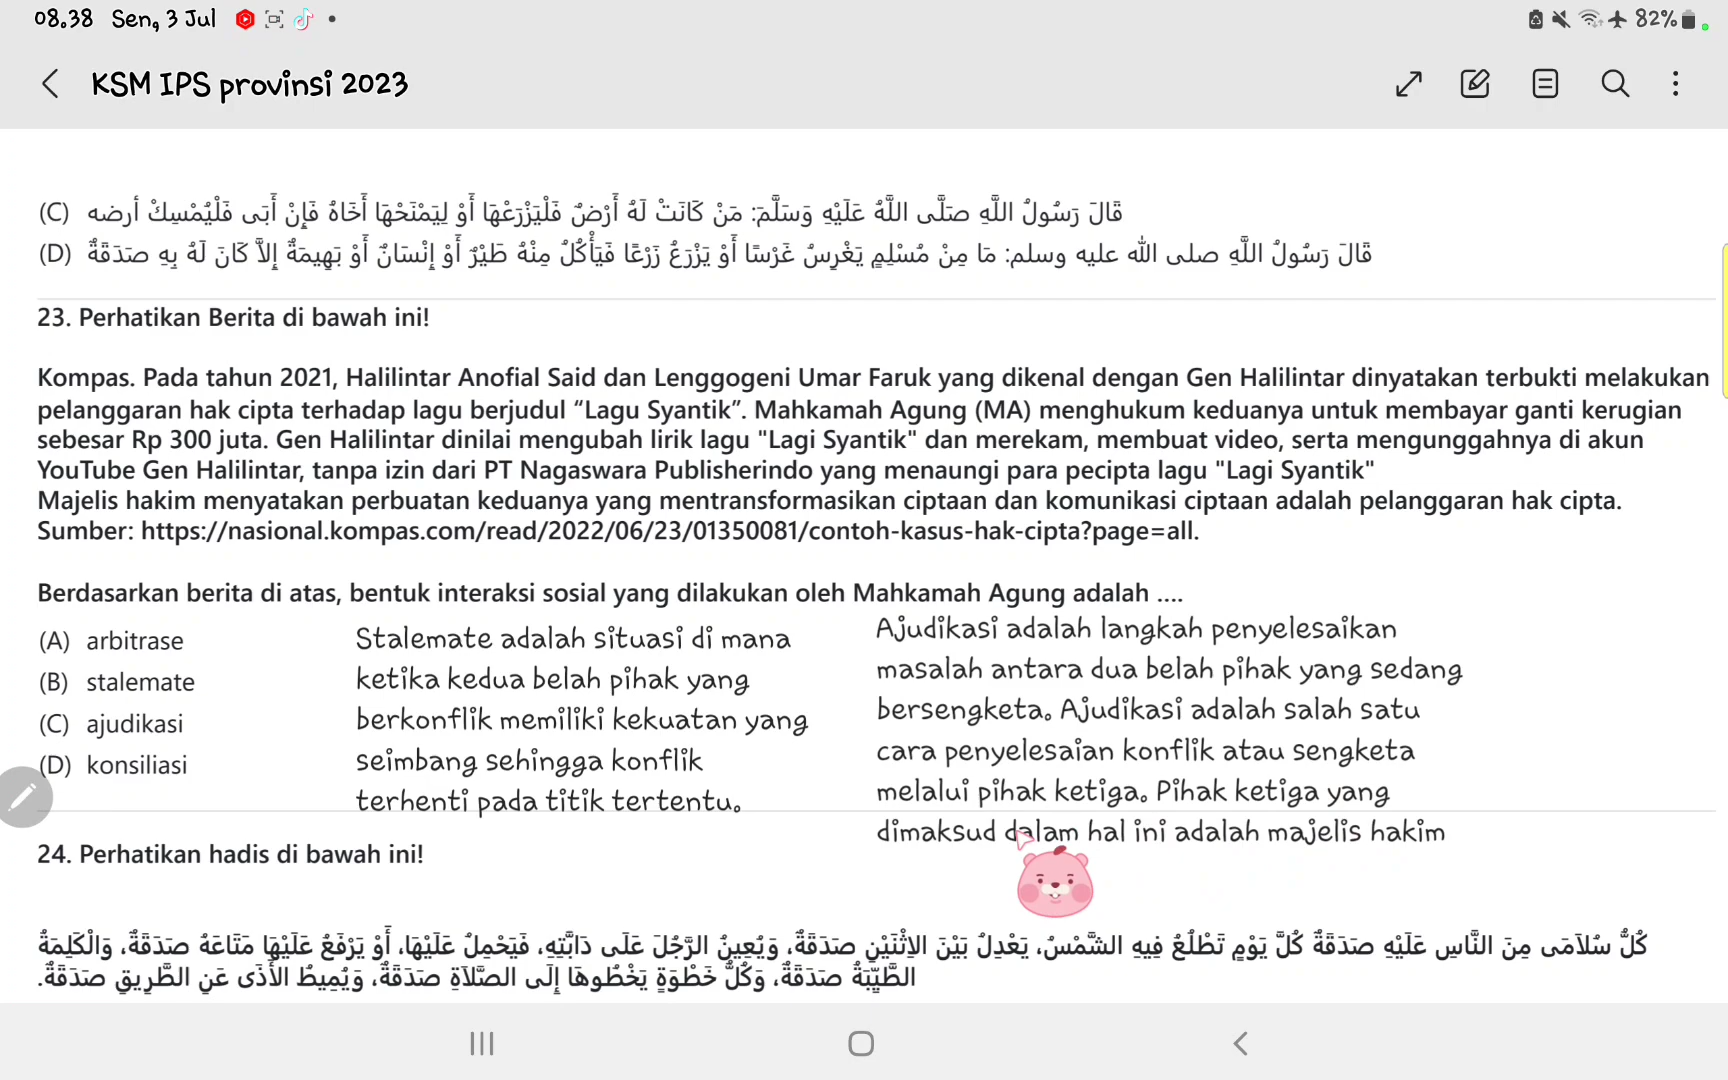 08.38 Sen, 3 Jul
82%
KSM IPS provinsi 2023
(C) قَالَ رَسُولُ اللَّهِ صَلَّى اللَّهُ عَلَيْهِ وَسَلَّمَ: مَنْ كَانَتْ لَهُ أَرْضٌ فَلْيَزْرَعْهَا أَوْ لِيَمْنَحْهَا أَخَاهُ فَإِنْ أَبَى فَلْيُمْسِكْ أرضه
(D) قَالَ رَسُولُ اللَّهِ صلى الله عليه وسلم: مَا مِنْ مُسْلِمٍ يَغْرِسُ غَرْسًا أَوْ يَزْرَعُ زَرْعًا فَيَأْكُلُ مِنْهُ طَيْرٌ أَوْ إِنْسَانٌ أَوْ بَهِيمَةٌ إِلاَّ كَانَ لَهُ بِهِ صَدَقَةٌ
23. Perhatikan Berita di bawah ini!
Kompas. Pada tahun 2021, Halilintar Anofial Said dan Lenggogeni Umar Faruk yang dikenal dengan Gen Halilintar dinyatakan terbukti melakukan
pelanggaran hak cipta terhadap lagu berjudul “Lagu Syantik”. Mahkamah Agung (MA) menghukum keduanya untuk membayar ganti kerugian
sebesar Rp 300 juta. Gen Halilintar dinilai mengubah lirik lagu "Lagi Syantik" dan merekam, membuat video, serta mengunggahnya di akun
YouTube Gen Halilintar, tanpa izin dari PT Nagaswara Publisherindo yang menaungi para pecipta lagu "Lagi Syantik"
Majelis hakim menyatakan perbuatan keduanya yang mentransformasikan ciptaan dan komunikasi ciptaan adalah pelanggaran hak cipta.
Sumber: https://nasional.kompas.com/read/2022/06/23/01350081/contoh-kasus-hak-cipta?page=all.
Berdasarkan berita di atas, bentuk interaksi sosial yang dilakukan oleh Mahkamah Agung adalah ....
(A) arbitrase
(B) stalemate
(C) ajudikasi
(D) konsiliasi
Stalemate adalah situasi di mana
ketika kedua belah pihak yang
berkonflik memiliki kekuatan yang
seimbang sehingga konflik
terhenti pada titik tertentu.
Ajudikasi adalah langkah penyelesaikan
masalah antara dua belah pihak yang sedang
bersengketa. Ajudikasi adalah salah satu
cara penyelesaian konflik atau sengketa
melalui pihak ketiga. Pihak ketiga yang
dimaksud dalam hal ini adalah majelis hakim
24. Perhatikan hadis di bawah ini!
كُلُّ سُلاَمَى مِنَ النَّاسِ عَلَيْهِ صَدَقَةٌ كُلَّ يَوْمٍ تَطْلُعُ فِيهِ الشَّمْسُ، يَعْدِلُ بَيْنَ الاِثْنَيْنِ صَدَقَةٌ، وَيُعِينُ الرَّجُلَ عَلَى دَابَّتِهِ، فَيَحْمِلُ عَلَيْهَا، أَوْ يَرْفَعُ عَلَيْهَا مَتَاعَهُ صَدَقَةٌ، وَالْكَلِمَةُ
الطَّيِّبَةُ صَدَقَةٌ، وَكُلُّ خَطْوَةٍ يَخْطُوهَا إِلَى الصَّلاَةِ صَدَقَةٌ، وَيُمِيطُ الأَذَى عَنِ الطَّرِيقِ صَدَقَةٌ.